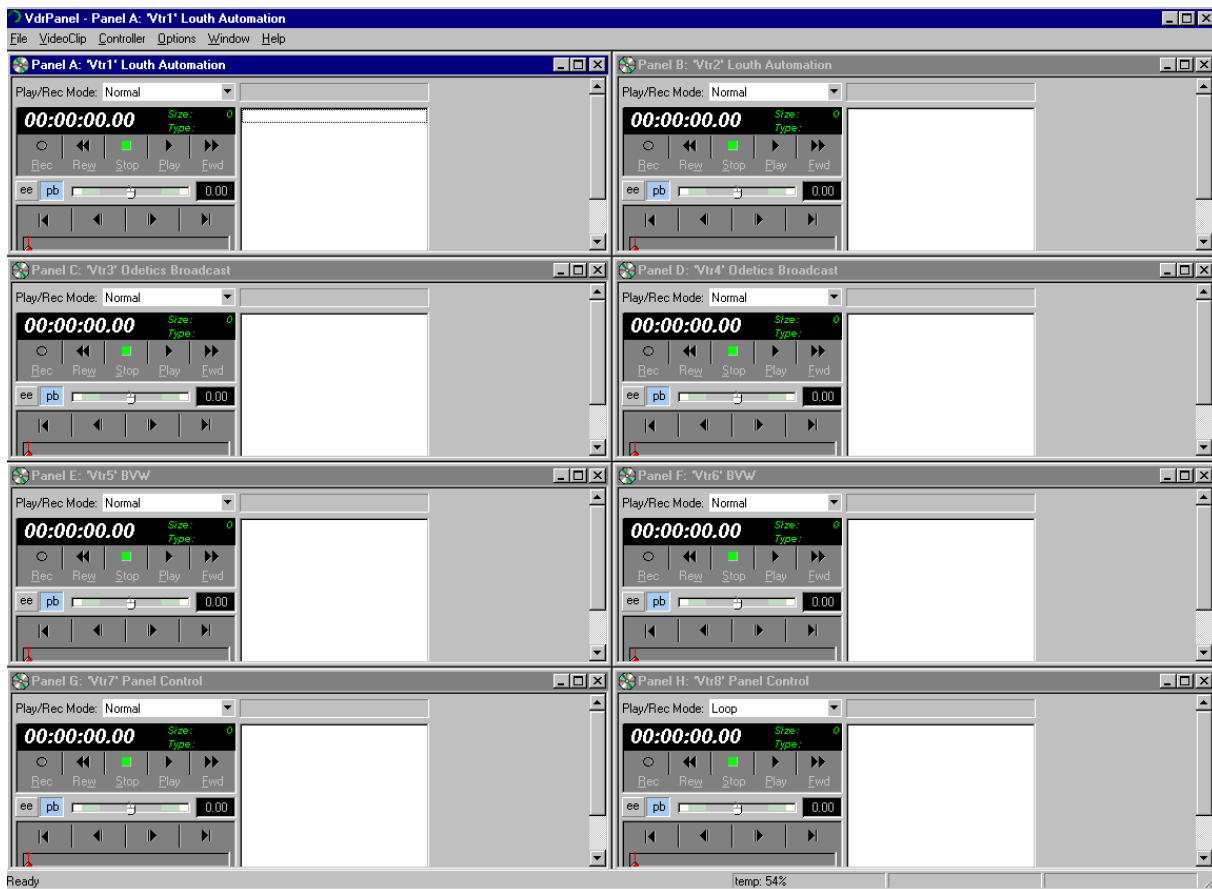 VdrPanel - Panel A: 'Vtr1' Louth Automation
File VideoClip Controller Options Window Help
Panel A: 'Vtr1' Louth Automation
Play/Rec Mode: Normal
00:00:00.00 Size: 0
Type:
Rec Rew Stop Play Fwd
ee pb 0.00
Panel B: 'Vtr2' Louth Automation
Play/Rec Mode: Normal
00:00:00.00 Size: 0
Type:
Rec Rew Stop Play Fwd
ee pb 0.00
Panel C: 'Vtr3' Odetics Broadcast
Play/Rec Mode: Normal
00:00:00.00 Size: 0
Type:
Rec Rew Stop Play Fwd
ee pb 0.00
Panel D: 'Vtr4' Odetics Broadcast
Play/Rec Mode: Normal
00:00:00.00 Size: 0
Type:
Rec Rew Stop Play Fwd
ee pb 0.00
Panel E: 'Vtr5' BVW
Play/Rec Mode: Normal
00:00:00.00 Size: 0
Type:
Rec Rew Stop Play Fwd
ee pb 0.00
Panel F: 'Vtr6' BVW
Play/Rec Mode: Normal
00:00:00.00 Size: 0
Type:
Rec Rew Stop Play Fwd
ee pb 0.00
Panel G: 'Vtr7' Panel Control
Play/Rec Mode: Normal
00:00:00.00 Size: 0
Type:
Rec Rew Stop Play Fwd
ee pb 0.00
Panel H: 'Vtr8' Panel Control
Play/Rec Mode: Loop
00:00:00.00 Size: 0
Type:
Rec Rew Stop Play Fwd
ee pb 0.00
Ready temp: 54%